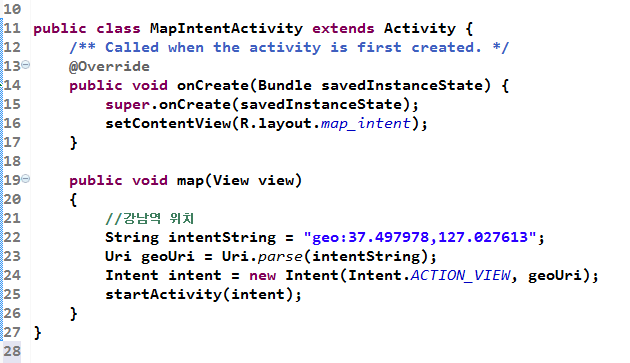 10
11 public class MapIntentActivity extends Activity {
12     /** Called when the activity is first created. */
13     @Override
14     public void onCreate(Bundle savedInstanceState) {
15         super.onCreate(savedInstanceState);
16         setContentView(R.layout.map_intent);
17     }
18
19     public void map(View view)
20     {
21         //강남역 위치
22         String intentString = "geo:37.497978,127.027613";
23         Uri geoUri = Uri.parse(intentString);
24         Intent intent = new Intent(Intent.ACTION_VIEW, geoUri);
25         startActivity(intent);
26     }
27 }
28